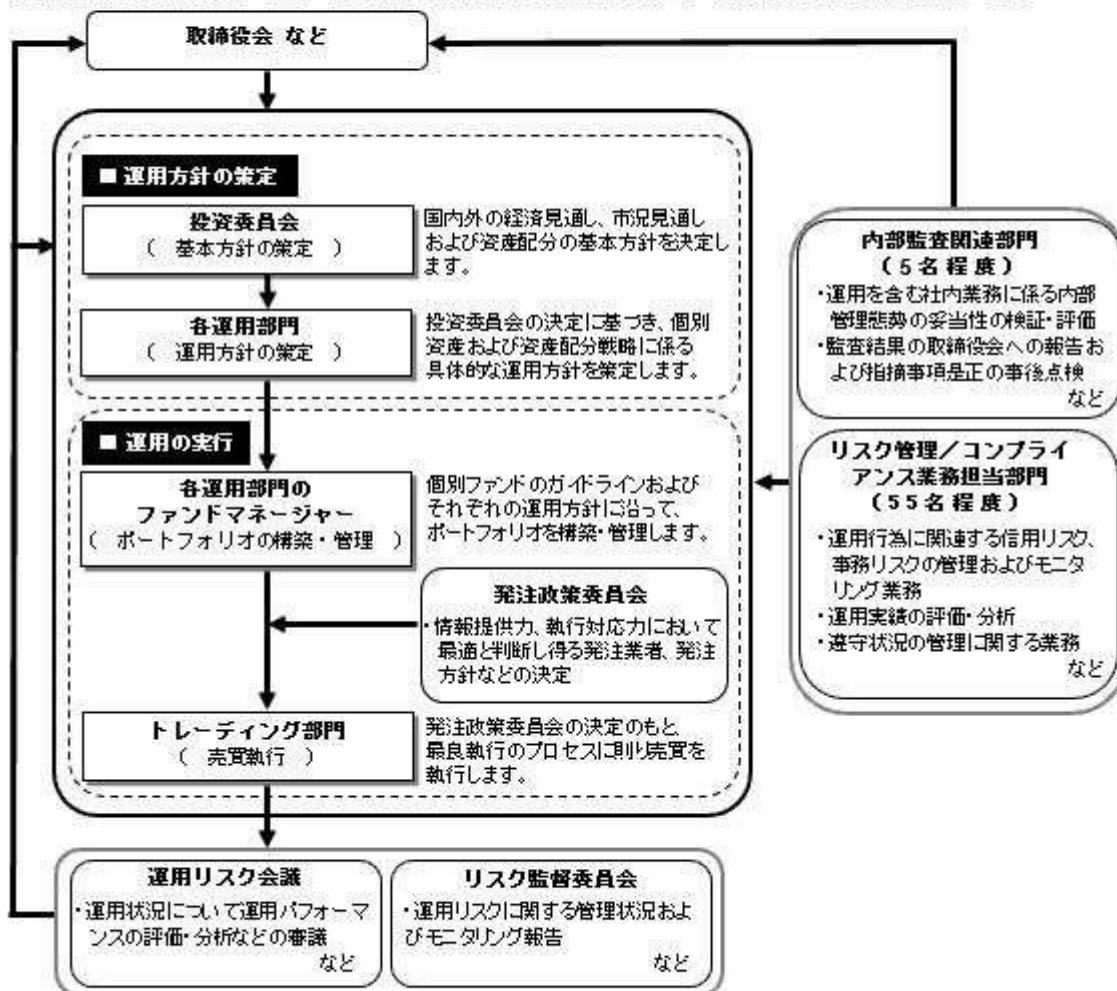 取締役会 など
■ 運用方針の策定
投資委員会
( 基本方針の策定 )
国内外の経済見通し、市況見通し
および資産配分の基本方針を決定し
ます。
各運用部門
( 運用方針の策定 )
投資委員会の決定に基づき、個別
資産および資産配分戦略に係る
具体的な運用方針を策定します。
■ 運用の実行
各運用部門の
ファンドマネージャー
( ポートフォリオの構築・管理 )
個別ファンドのガイドラインおよび
それぞれの運用方針に沿って、
ポートフォリオを構築・管理します。
発注政策委員会
・情報提供力、執行対応力において
最適と判断し得る発注業者、発注
方針などの決定
トレーディング部門
( 売買執行 )
発注政策委員会の決定のもと
最良執行のプロセスに則り売買を
執行します。
内部監査関連部門
(5名程度)
・運用を含む社内業務に係る内部
管理態勢の妥当性の検証・評価
・監査結果の取締役会への報告お
よび指摘事項是正の事後点検
など
リスク管理/コンプライ
アンス業務担当部門
(55名程度)
・運用行為に関連する信用リスク、
事務リスクの管理およびモニタ
リング業務
・運用実績の評価・分析
・遵守状況の管理に関する業務
など
運用リスク会議
・運用状況について運用パフォーマ
ンスの評価・分析などの審議
など
リスク監督委員会
・運用リスクに関する管理状況およ
びモニタリング報告
など